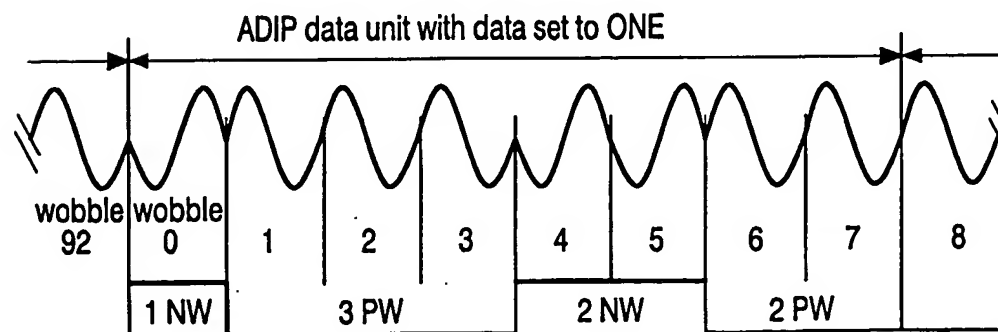 ADIP data unit with data set to ONE
wobble wobble
92 0 1 2 3 4 5 6 7 8
1 NW 3 PW 2 NW 2 PW